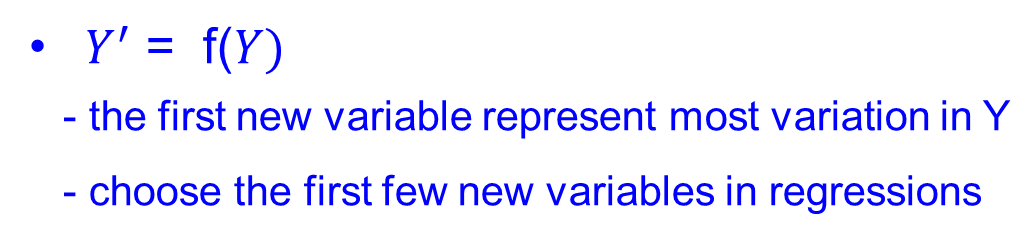 • Y′ = f(Y)
- the first new variable represent most variation in Y
- choose the first few new variables in regressions